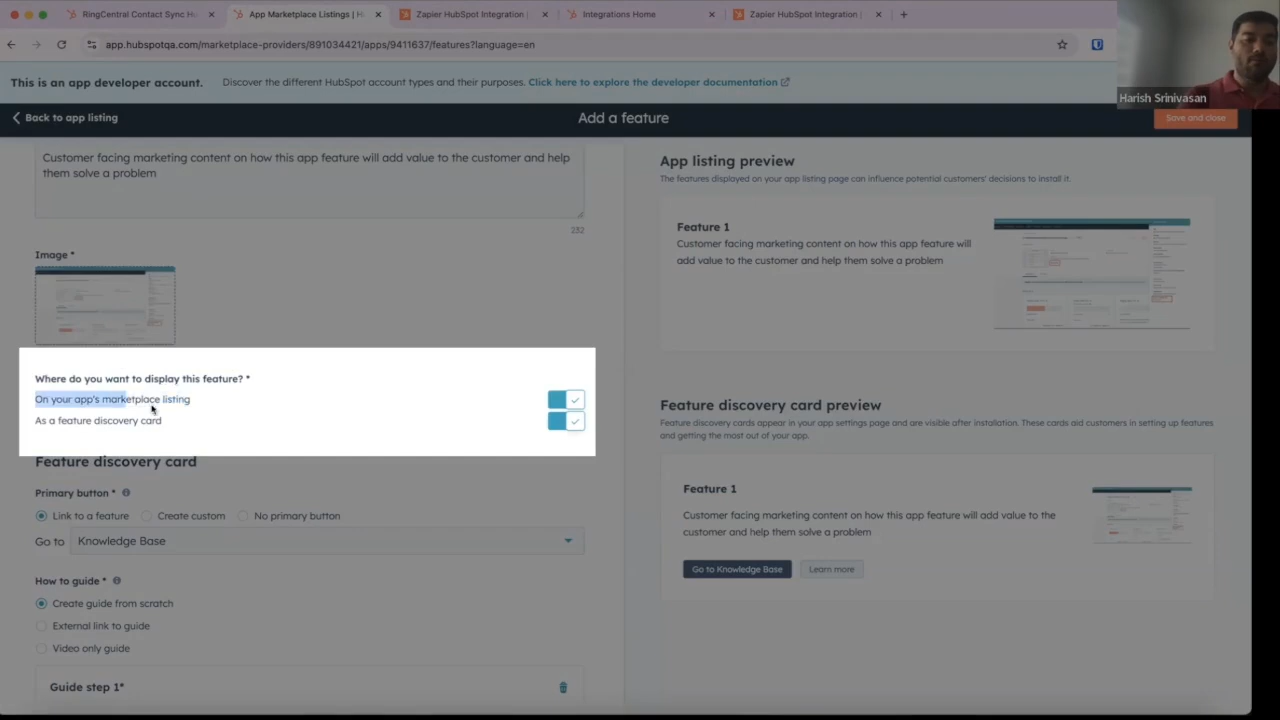 RingCentral Contact Sync H
App Marketplace Listings | H
Zapier HubSpot Integration |
Integrations Home
Zapier HubSpot Integration |
app.hubspotqa.com/marketplace-providers/891034421/apps/9411637/features?language=en
This is an app developer account.
Discover the different HubSpot account types and their purposes. Click here to explore the developer documentation
Harish Srinivasan
Back to app listing
Add a feature
Save and close
Customer facing marketing content on how this app feature will add value to the customer and help
them solve a problem
232
Image *
Where do you want to display this feature? *
On your app's marketplace listing
As a feature discovery card
Feature discovery card
Primary button *
Link to a feature
Create custom
No primary button
Go to
Knowledge Base
How to guide *
Create guide from scratch
External link to guide
Video only guide
Guide step 1*
App listing preview
The features displayed on your app listing page can influence potential customers' decisions to install it.
Feature 1
Customer facing marketing content on how this app feature will
add value to the customer and help them solve a problem
Feature discovery card preview
Feature discovery cards appear in your app settings page and are visible after installation. These cards aid customers in setting up features
and getting the most out of your app.
Feature 1
Customer facing marketing content on how this app feature will add value to the
customer and help them solve a problem
Go to Knowledge Base
Learn more